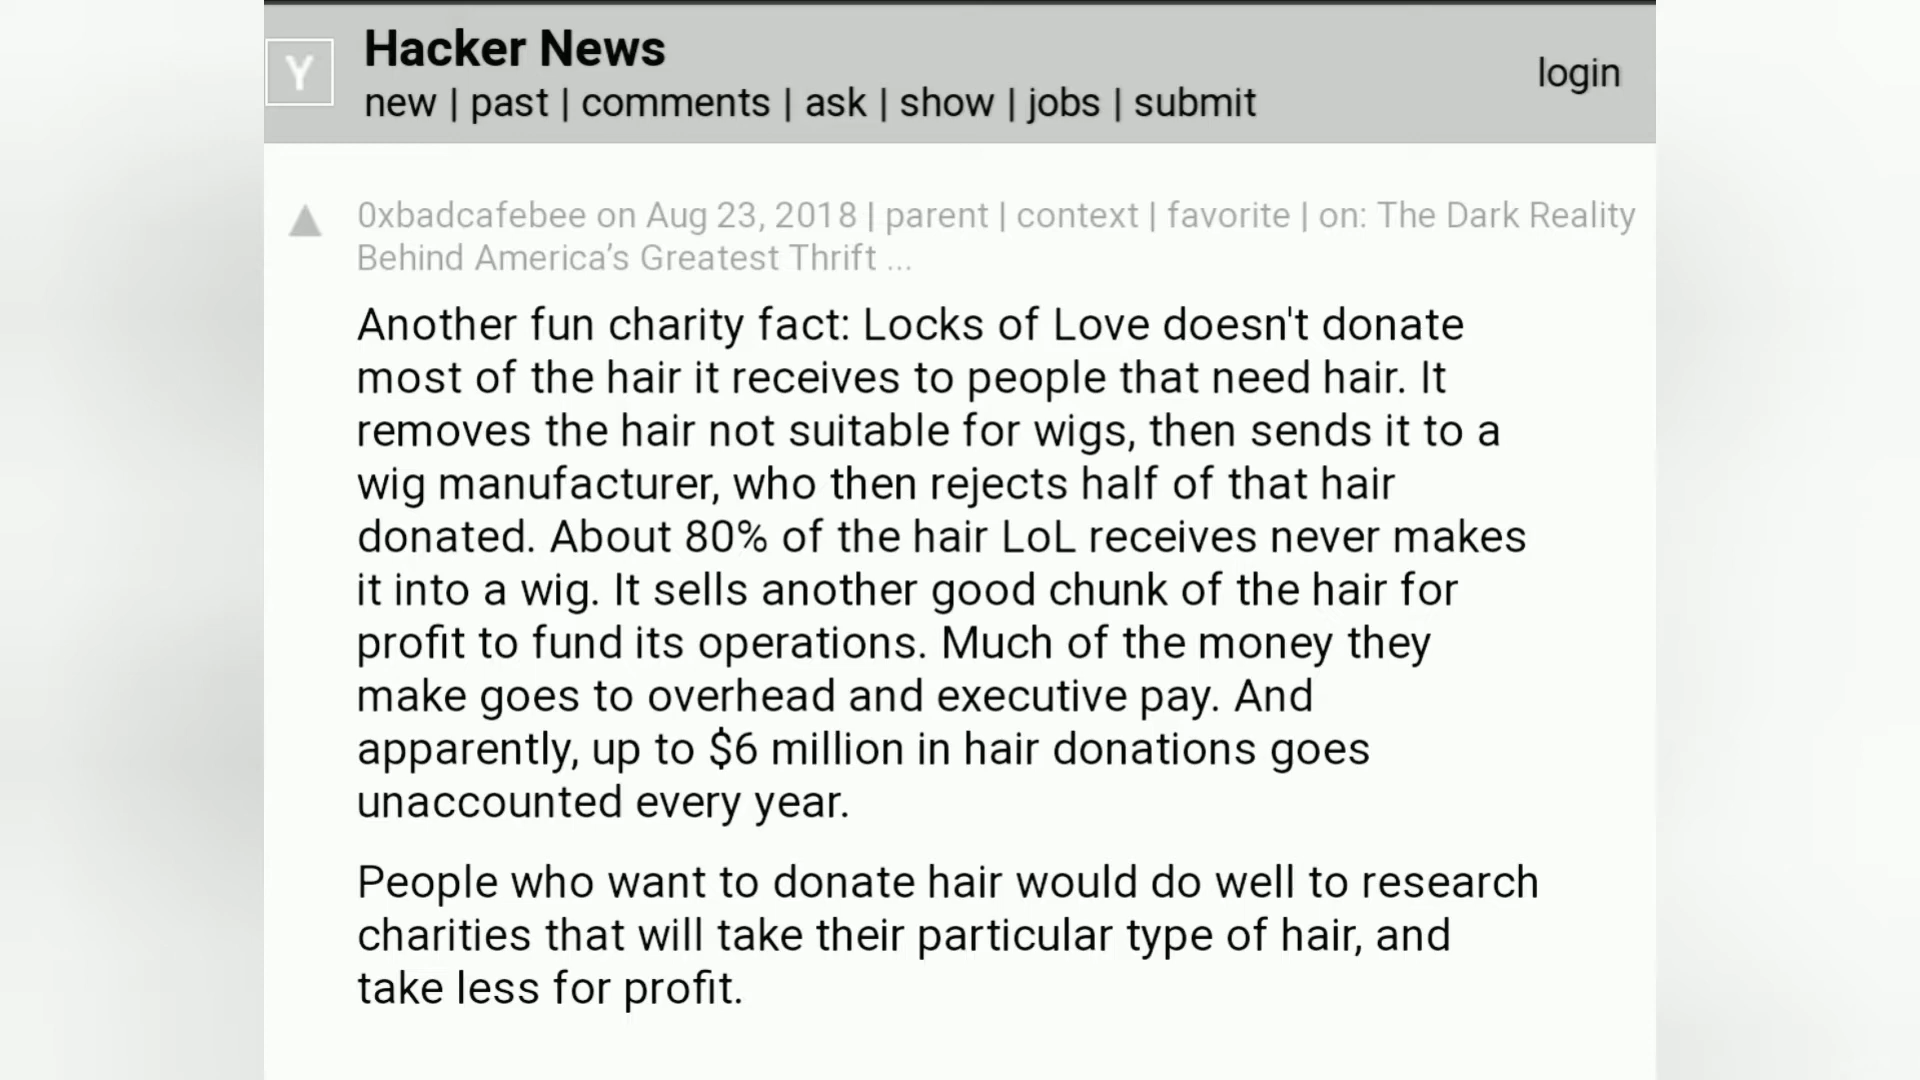 Y
Hacker News
new | past | comments | ask | show | jobs | submit
login
0xbadcafebee on Aug 23, 2018 | parent | context | favorite | on: The Dark Reality
Behind America’s Greatest Thrift ...
Another fun charity fact: Locks of Love doesn't donate
most of the hair it receives to people that need hair. It
removes the hair not suitable for wigs, then sends it to a
wig manufacturer, who then rejects half of that hair
donated. About 80% of the hair LoL receives never makes
it into a wig. It sells another good chunk of the hair for
profit to fund its operations. Much of the money they
make goes to overhead and executive pay. And
apparently, up to $6 million in hair donations goes
unaccounted every year.
People who want to donate hair would do well to research
charities that will take their particular type of hair, and
take less for profit.